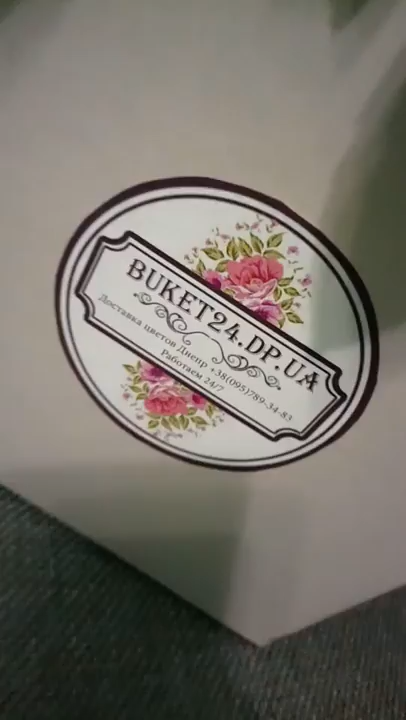 BUKET24.DP.UA
Доставка цветов Днепр +38(095)789-34-83
Работаем 24/7